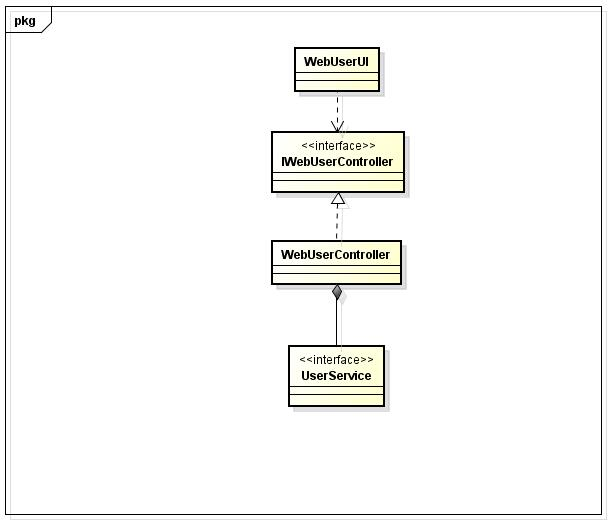 pkg
WebUserUI
<<interface>>
IWebUserController
WebUserController
<<interface>>
UserService